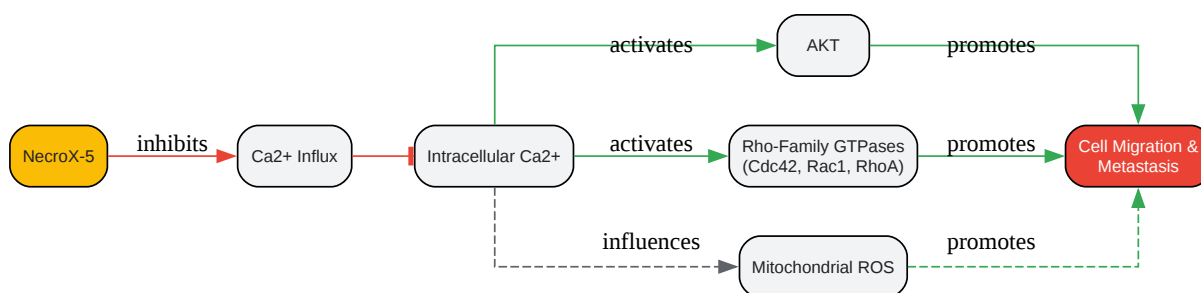 activates
AKT
promotes
NecroX-5
inhibits
Ca2+ Influx
Intracellular Ca2+
activates
Rho-Family GTPases
(Cdc42, Rac1, RhoA)
promotes
Cell Migration &
Metastasis
influences
Mitochondrial ROS
promotes